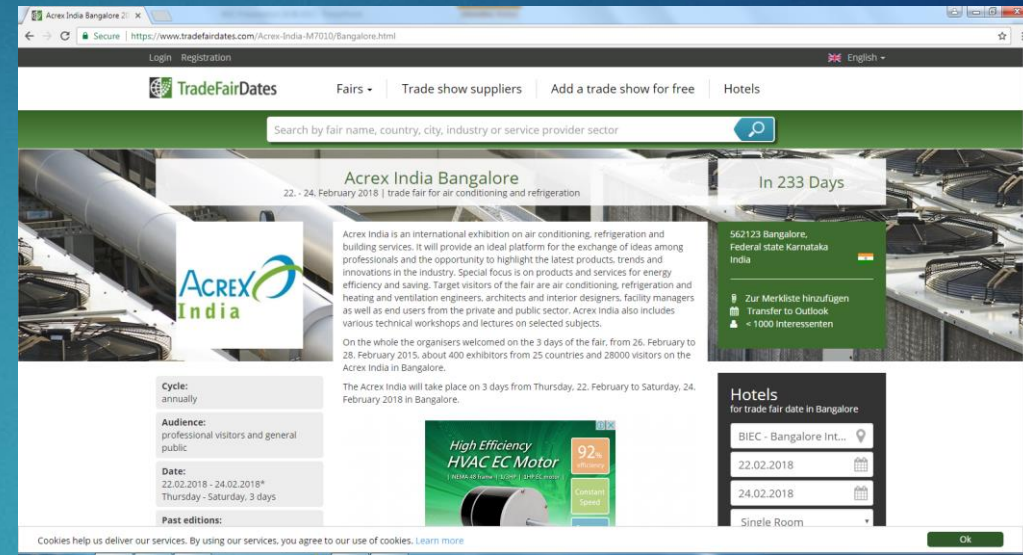 Acrex India Bangalore 20
Secure | https://www.tradefairdates.com/Acrex-India-M7010/Bangalore.html
Login Registration
English
TradeFairDates
Fairs
Trade show suppliers
Add a trade show for free
Hotels
Search by fair name, country, city, industry or service provider sector
Acrex India Bangalore
22. - 24. February 2018 | trade fair for air conditioning and refrigeration
In 233 Days
ACREX
India
Acrex India is an international exhibition on air conditioning, refrigeration and
building services. It will provide an ideal platform for the exchange of ideas among
professionals and the opportunity to highlight the latest products, trends and
innovations in the industry. Special focus is on products and services for energy
efficiency and saving. Target visitors of the fair are air conditioning, refrigeration and
heating and ventilation engineers, architects and interior designers, facility managers
as well as end users from the private and public sector. Acrex India also includes
various technical workshops and lectures on selected subjects.
On the whole the organisers welcomed on the 3 days of the fair, from 26. February to
28. February 2015, about 400 exhibitors from 25 countries and 28000 visitors on the
Acrex India in Bangalore.
The Acrex India will take place on 3 days from Thursday, 22. February to Saturday, 24.
February 2018 in Bangalore.
562123 Bangalore,
Federal state Karnataka
India
Zur Merkliste hinzufügen
Transfer to Outlook
< 1000 Interessenten
Cycle:
annually
Audience:
professional visitors and general
public
Date:
22.02.2018 - 24.02.2018*
Thursday - Saturday, 3 days
Past editions:
High Efficiency
HVAC EC Motor
| NEMA 48 frame | 1/3HP | 1HP EC motor |
92%
efficiency
Constant
Speed
Hotels
for trade fair date in Bangalore
BIEC - Bangalore Int...
22.02.2018
24.02.2018
Single Room
Cookies help us deliver our services. By using our services, you agree to our use of cookies. Learn more
Ok